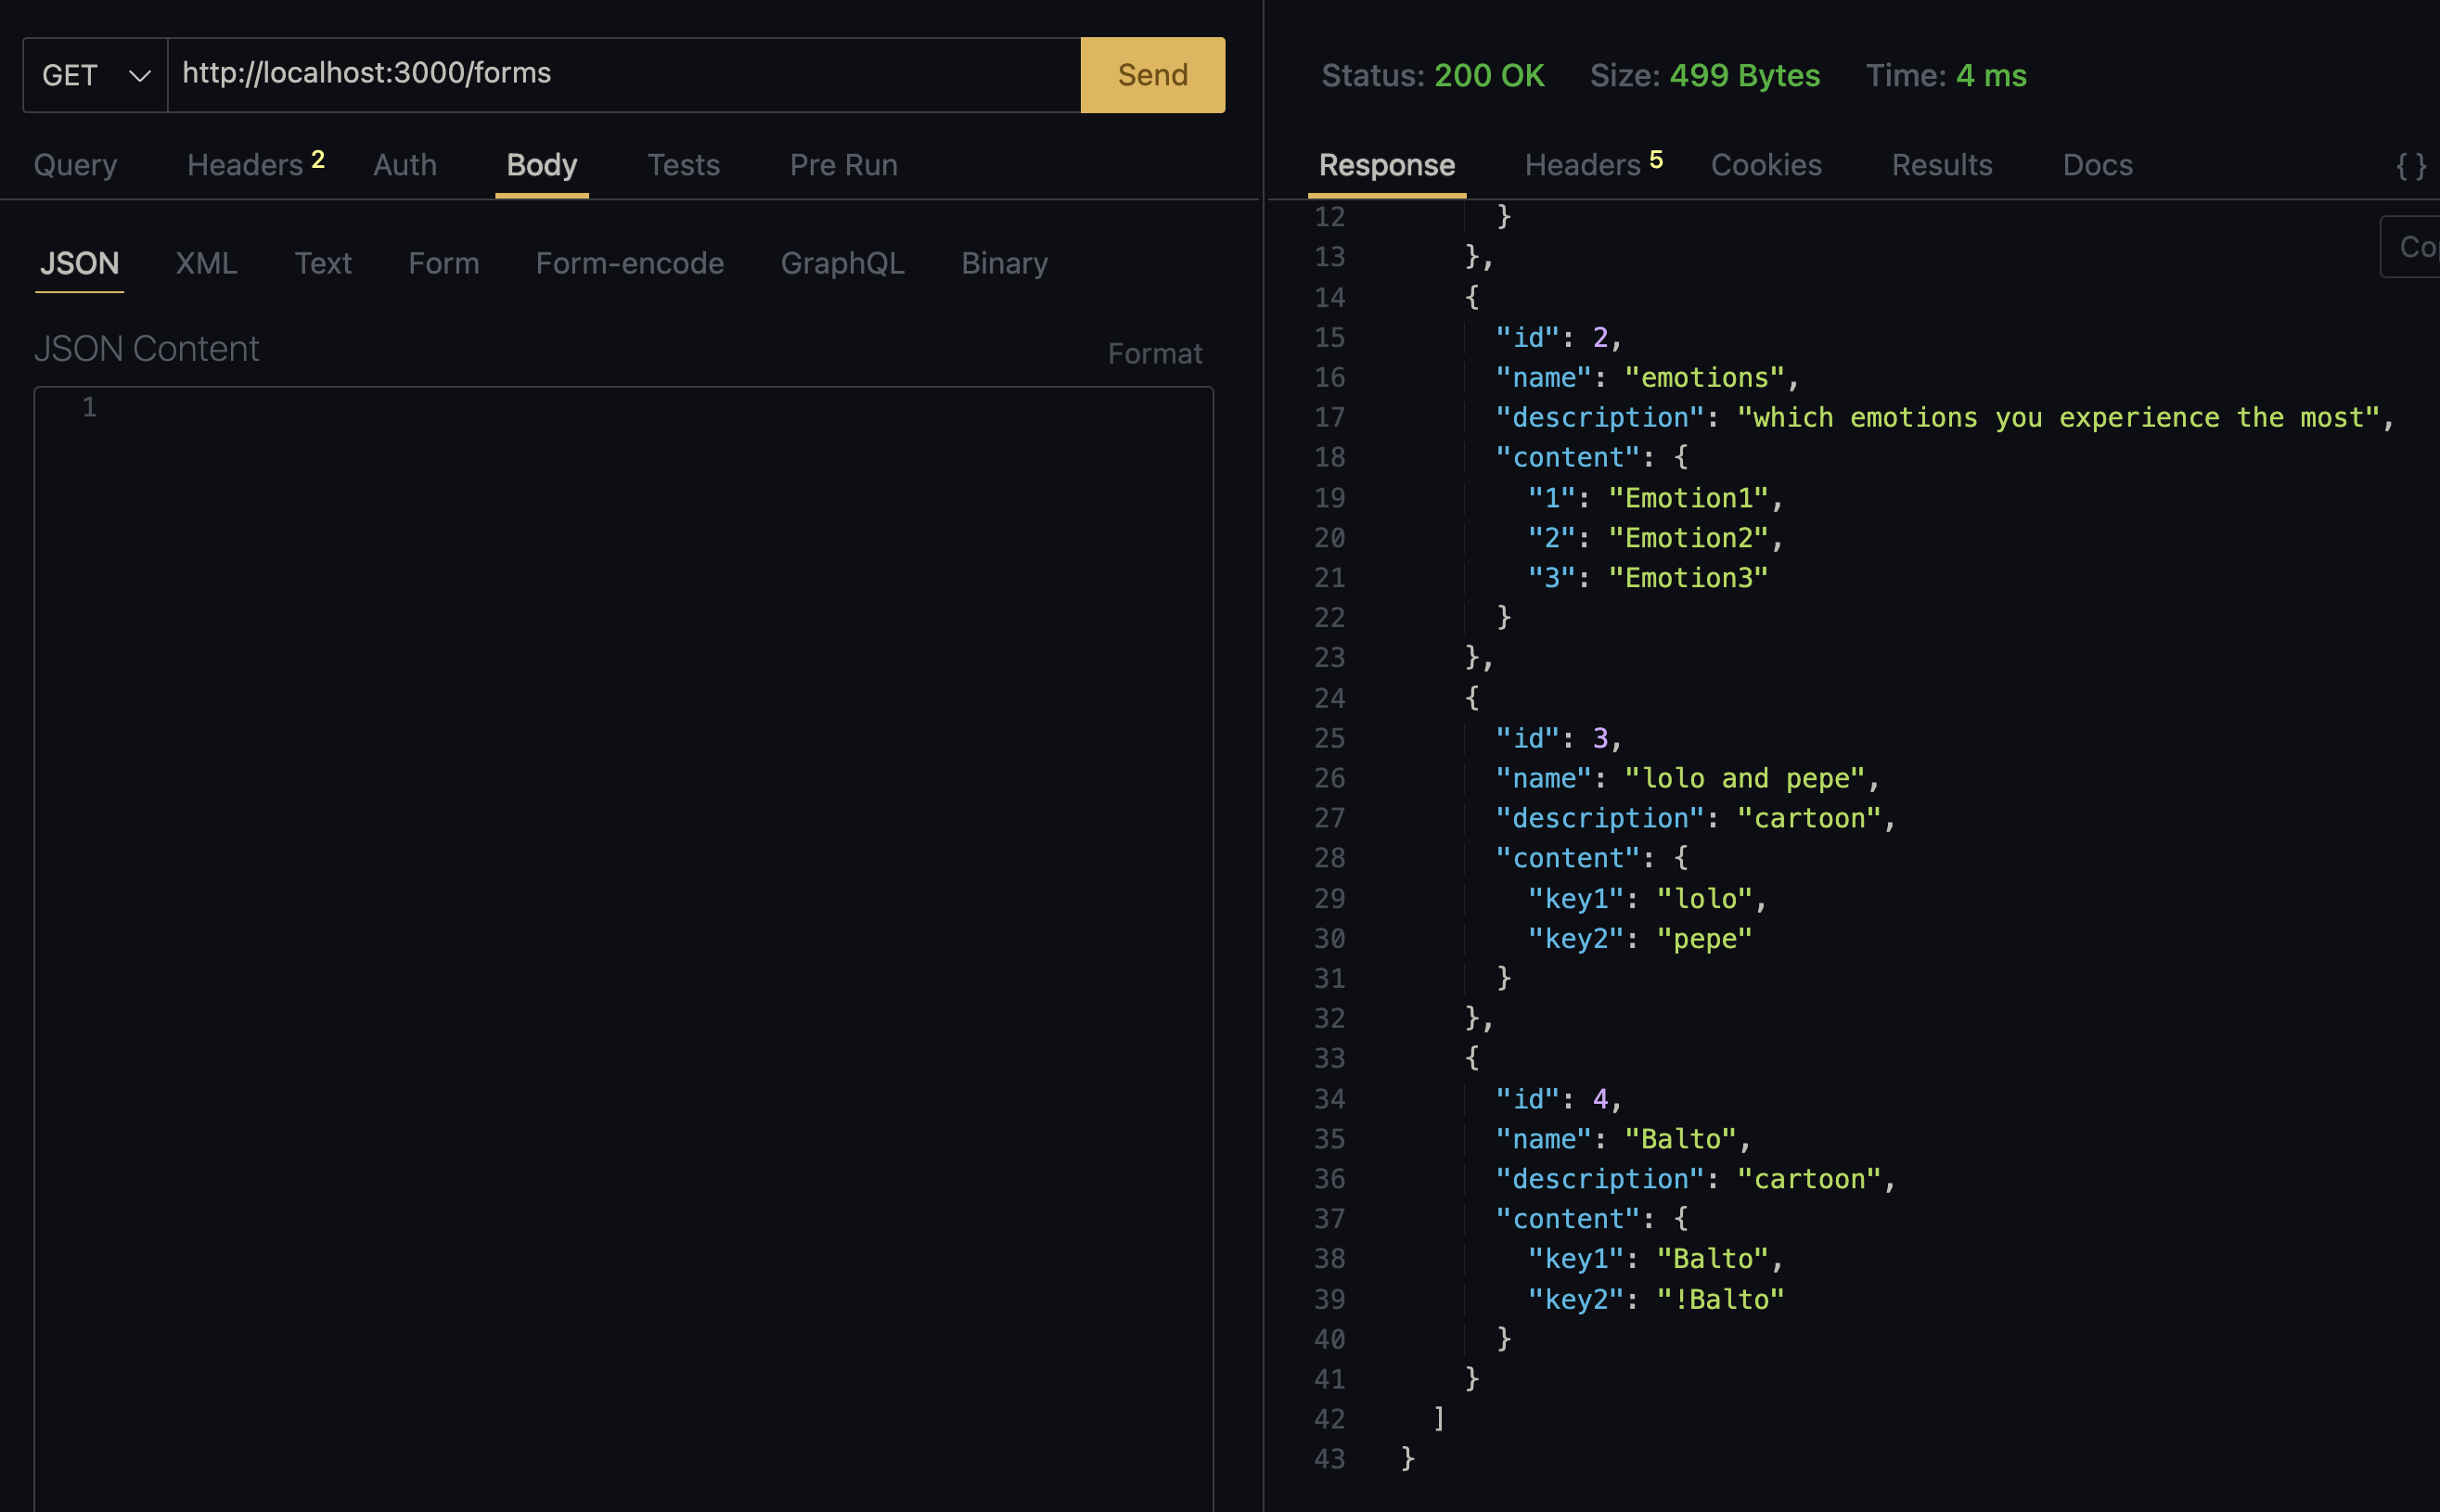 GET http://localhost:3000/forms Send
Query Headers 2 Auth Body Tests Pre Run
JSON XML Text Form Form-encode GraphQL Binary
JSON Content Format
1
Status: 200 OK Size: 499 Bytes Time: 4 ms
Response Headers 5 Cookies Results Docs {}
12 }
13 },
14 {
15 "id": 2,
16 "name": "emotions",
17 "description": "which emotions you experience the most",
18 "content": {
19 "1": "Emotion1",
20 "2": "Emotion2",
21 "3": "Emotion3"
22 }
23 },
24 {
25 "id": 3,
26 "name": "lolo and pepe",
27 "description": "cartoon",
28 "content": {
29 "key1": "lolo",
30 "key2": "pepe"
31 }
32 },
33 {
34 "id": 4,
35 "name": "Balto",
36 "description": "cartoon",
37 "content": {
38 "key1": "Balto",
39 "key2": "!Balto"
40 }
41 }
42 ]
43 }